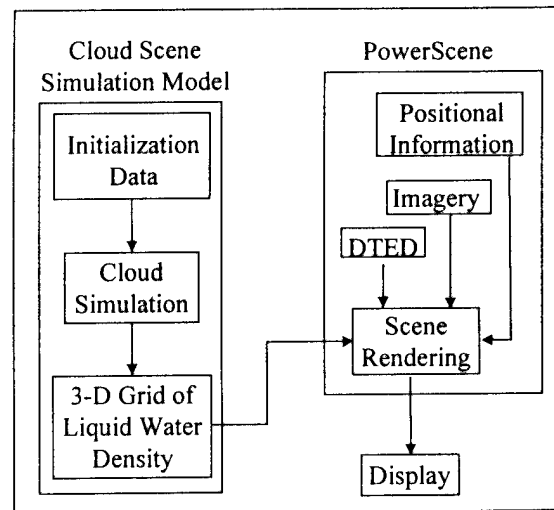 Cloud Scene
Simulation Model
Initialization
Data
Cloud
Simulation
3-D Grid of
Liquid Water
Density
PowerScene
Positional
Information
Imagery
DTED
Scene
Rendering
Display